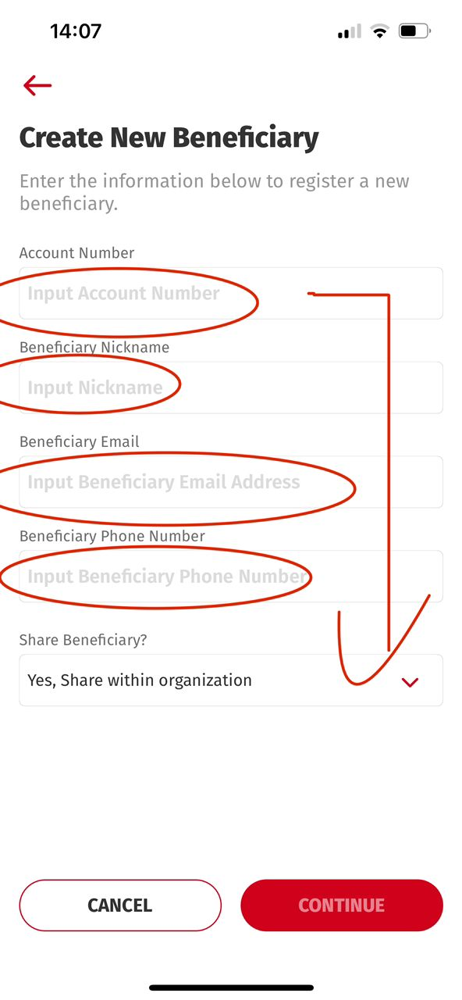 14:07
Create New Beneficiary
Enter the information below to register a new
beneficiary.
Account Number
Input Account Number
Beneficiary Nickname
Input Nickname
Beneficiary Email
Input Beneficiary Email Address
Beneficiary Phone Number
Input Beneficiary Phone Number
Share Beneficiary?
Yes, Share within organization
CANCEL CONTINUE